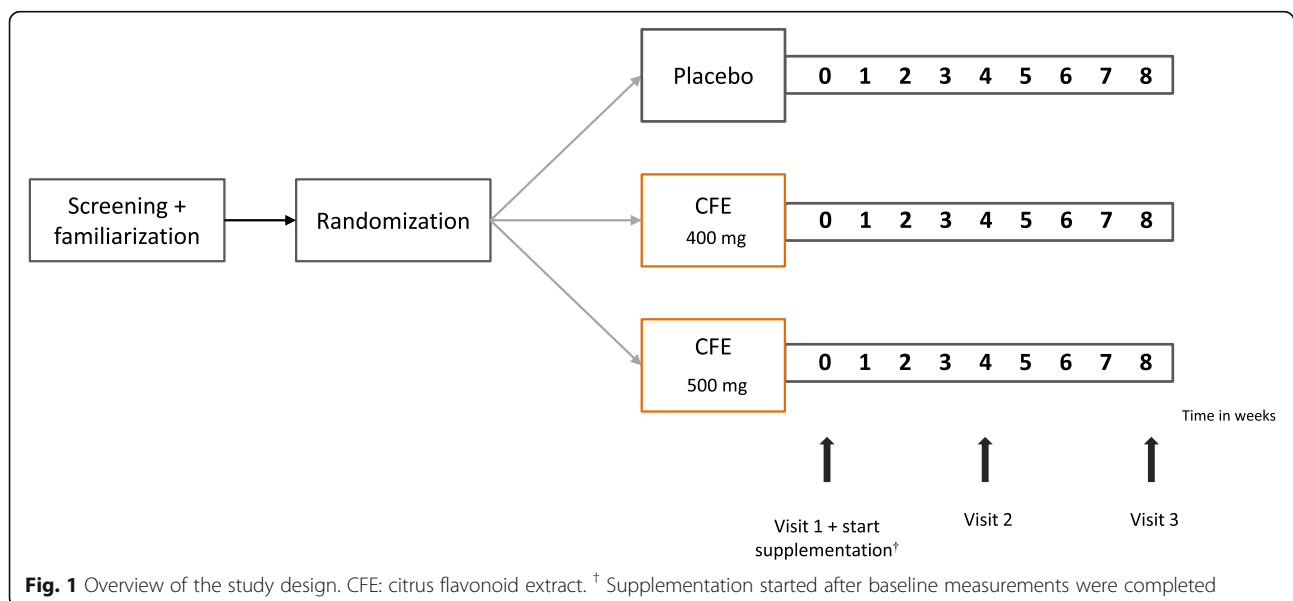 Placebo
0 1 2 3 4 5 6 7 8
Screening +
familiarization
Randomization
CFE
400 mg
0 1 2 3 4 5 6 7 8
CFE
500 mg
0 1 2 3 4 5 6 7 8
Time in weeks
Visit 1 + start
supplementation†
Visit 2
Visit 3
Fig. 1 Overview of the study design. CFE: citrus flavonoid extract. † Supplementation started after baseline measurements were completed